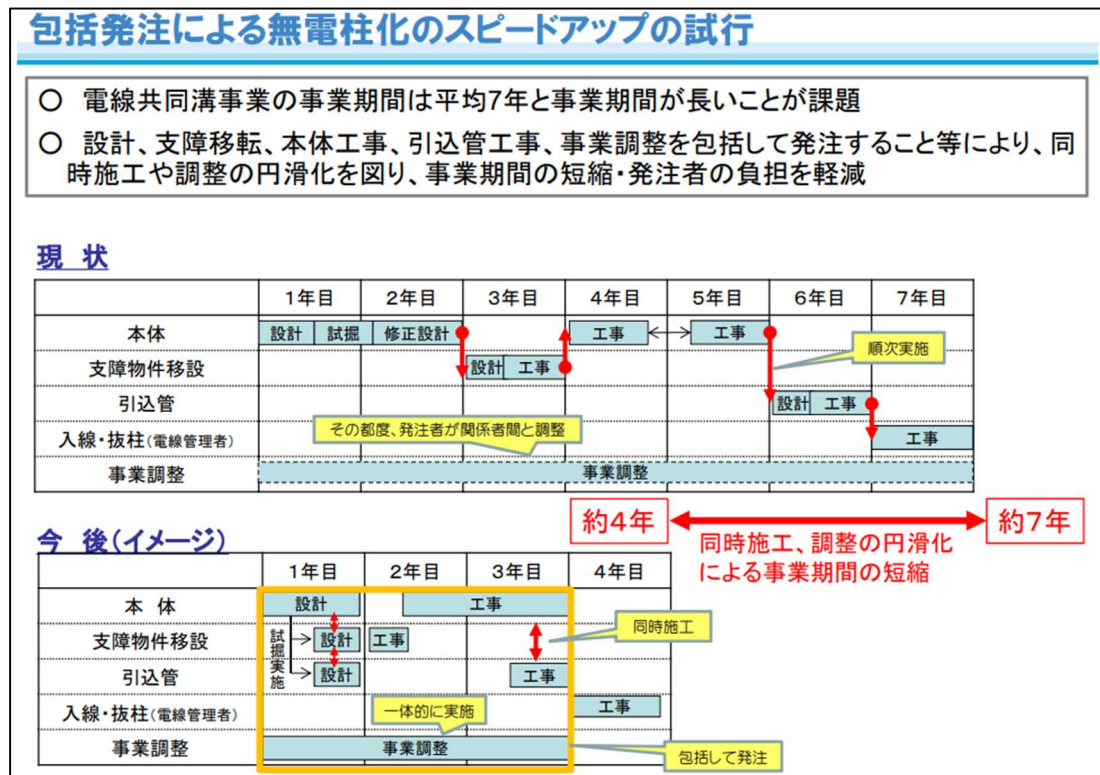 包括発注による無電柱化のスピードアップの試行
○ 電線共同溝事業の事業期間は平均7年と事業期間が長いことが課題
○ 設計、支障移転、本体工事、引込管工事、事業調整を包括して発注すること等により、同
時施工や調整の円滑化を図り、事業期間の短縮・発注者の負担を軽減
現 状
1年目 2年目 3年目 4年目 5年目 6年目 7年目
本体 設計 試掘 修正設計 工事 工事
順次実施
支障物件移設 設計 工事
引込管 設計 工事
その都度、発注者が関係者間と調整
入線・抜柱(電線管理者) 工事
事業調整 事業調整
約4年 約7年
同時施工、調整の円滑化
による事業期間の短縮
今 後(イメージ)
1年目 2年目 3年目 4年目
本 体 設計 工事
同時施工
支障物件移設 試掘実施 設計 工事
引込管 設計 工事
入線・抜柱(電線管理者) 一体的に実施 工事
事業調整 事業調整
包括して発注